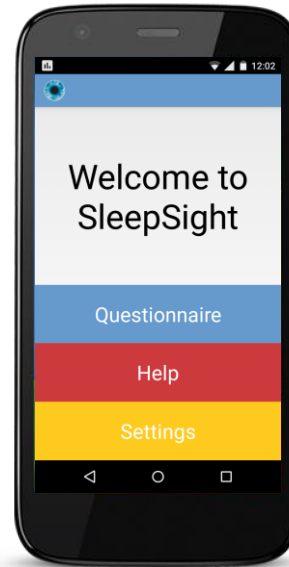 12:02
Welcome to
SleepSight
Questionnaire
Help
Settings